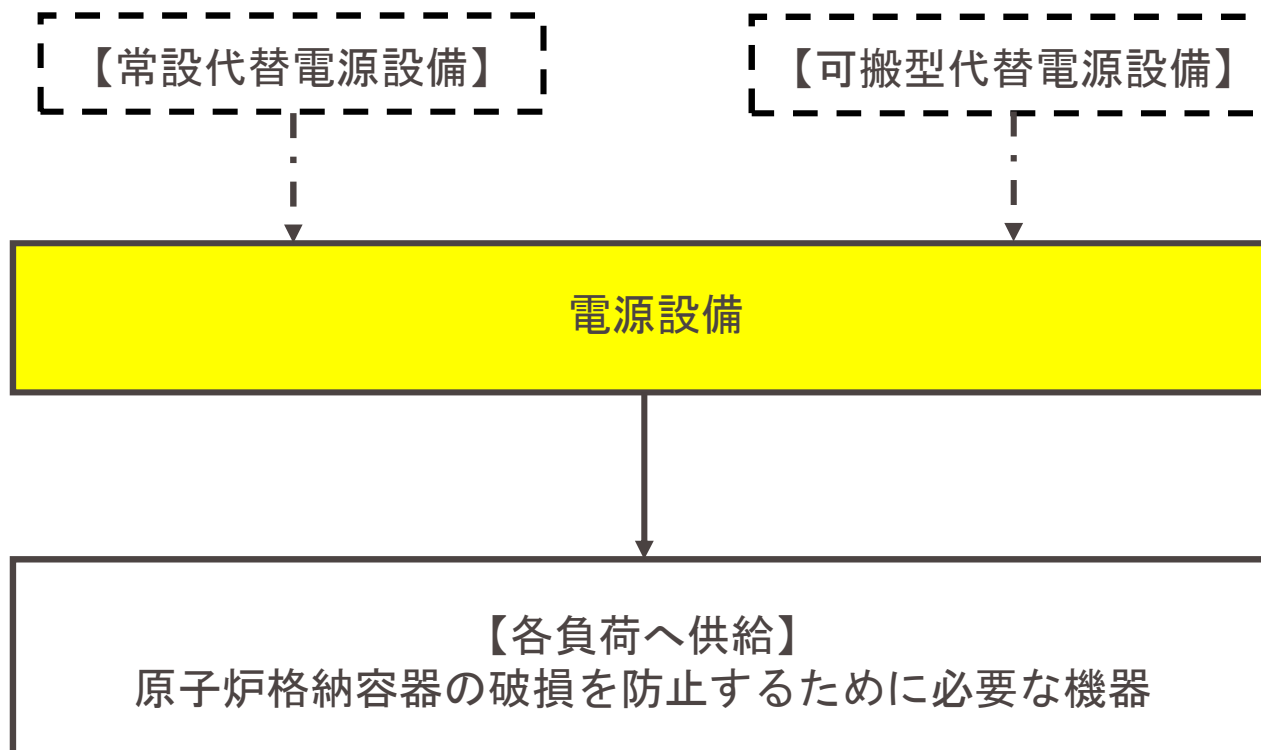 【常設代替電源設備】
【可搬型代替電源設備】
電源設備
【各負荷へ供給】
原子炉格納容器の破損を防止するために必要な機器